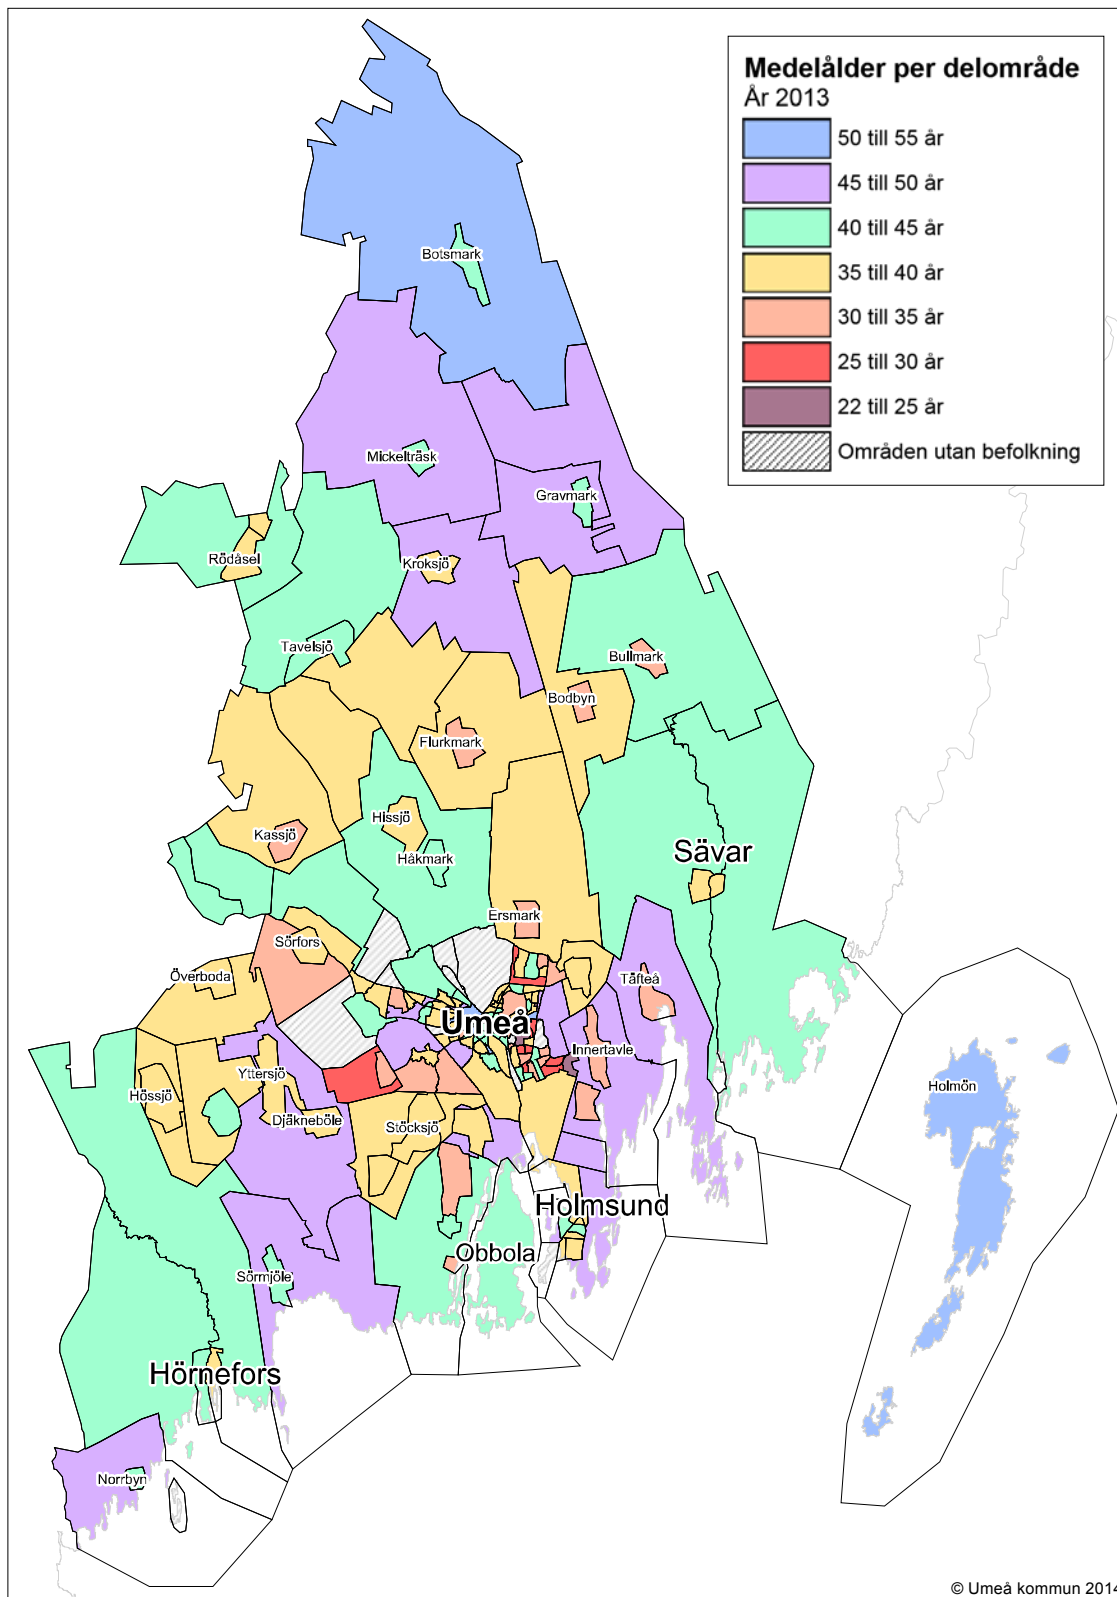 Medelålder per delområde
År 2013
50 till 55 år
45 till 50 år
40 till 45 år
35 till 40 år
30 till 35 år
25 till 30 år
22 till 25 år
Områden utan befolkning
Botsmark
Mickelträsk
Gravmark
Rödåsel
Kroksjö
Tavelsjö
Bullmark
Bodbyn
Flurkmark
Hissjö
Kassjö
Håkmark
Sävar
Ersmark
Sörfors
Överboda
Täfteå
Umeå
Innertavle
Yttersjö
Hössjö
Holmön
Djäkneböle
Stöcksjö
Holmsund
Obbola
Sörmjöle
Hörnefors
Norrbyn
© Umeå kommun 2014